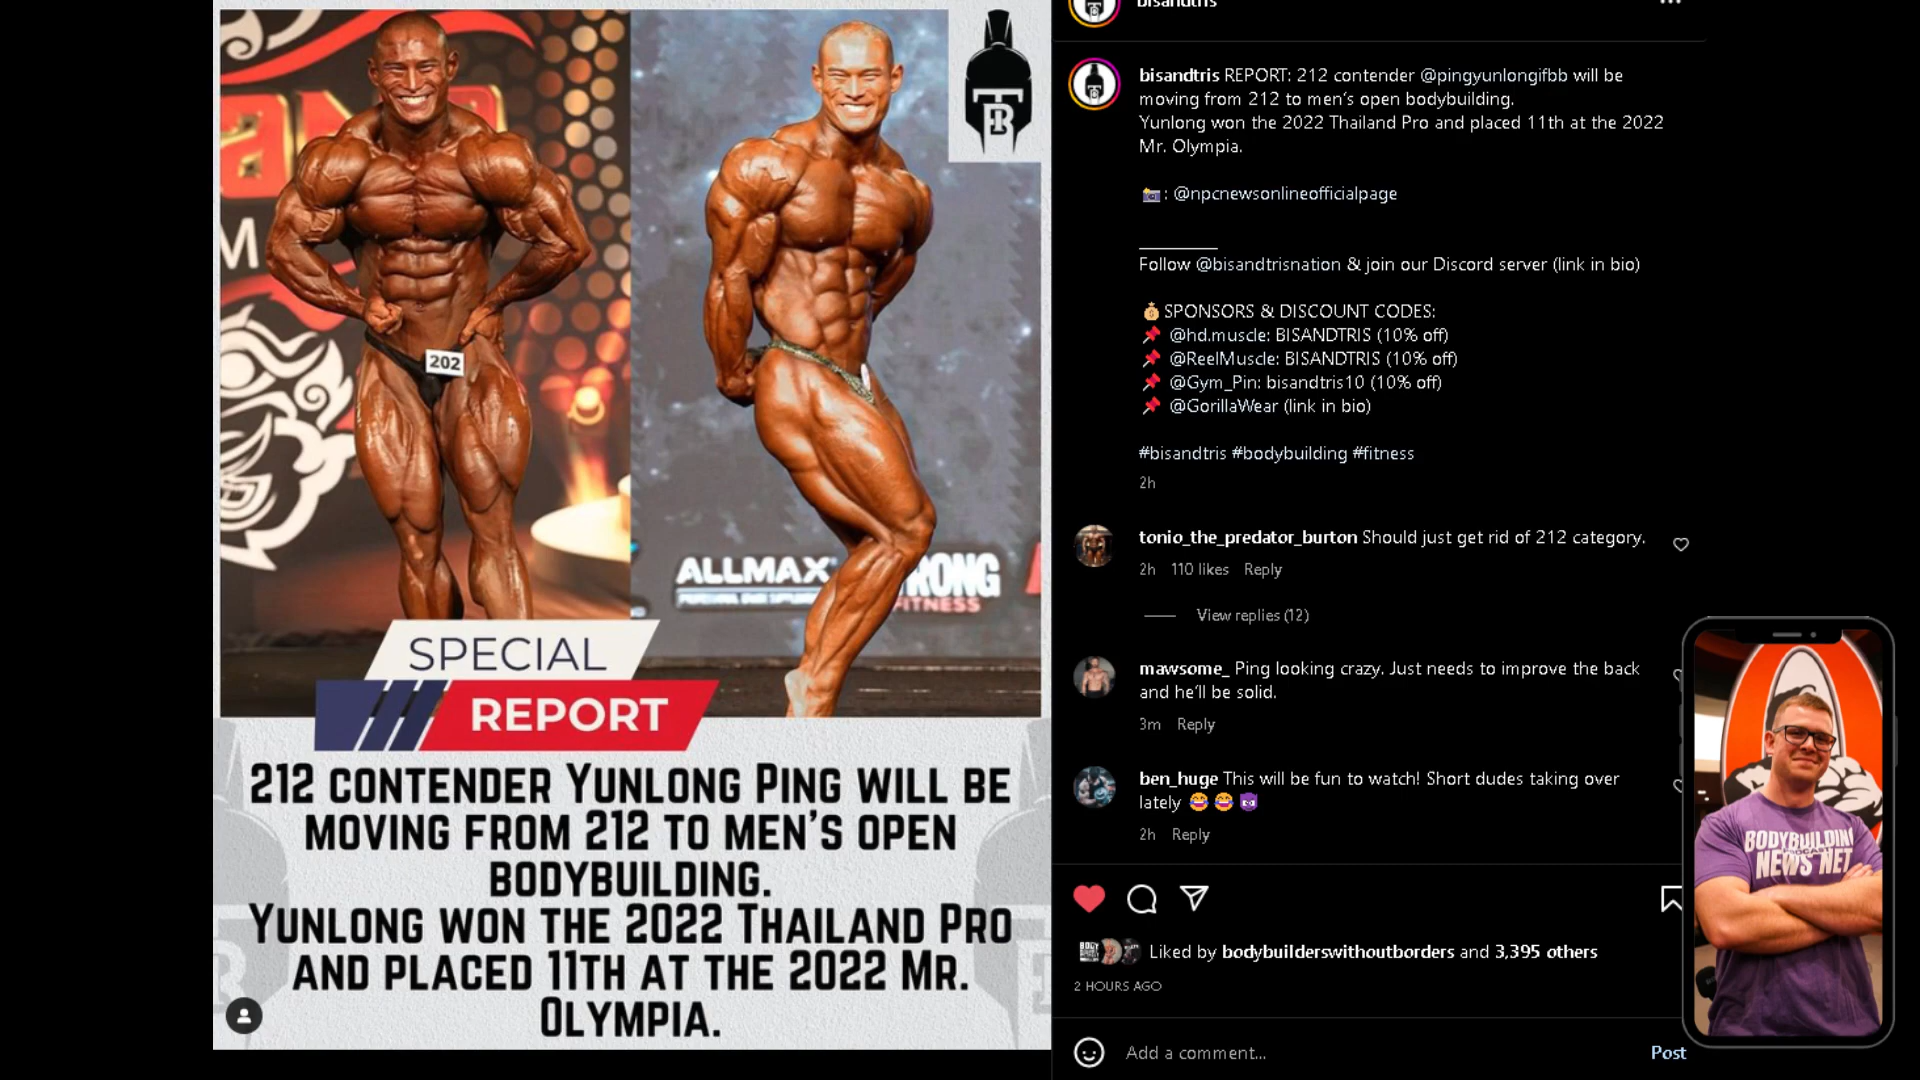 202
ALLMAX
RONG
FITNESS
SPECIAL
REPORT
212 CONTENDER YUNLONG PING WILL BE
MOVING FROM 212 TO MEN'S OPEN
BODYBUILDING.
YUNLONG WON THE 2022 THAILAND PRO
AND PLACED 11TH AT THE 2022 MR.
OLYMPIA.
bisandtris
bisandtris REPORT: 212 contender @pingyunlongifbb will be
moving from 212 to men's open bodybuilding.
Yunlong won the 2022 Thailand Pro and placed 11th at the 2022
Mr. Olympia.
📸: @npcnewsonlineofficialpage
Follow @bisandtrisnation & join our Discord server (link in bio)
💰SPONSORS & DISCOUNT CODES:
📌 @hd.muscle: BISANDTRIS (10% off)
📌 @ReelMuscle: BISANDTRIS (10% off)
📌 @Gym_Pin: bisandtris10 (10% off)
📌 @GorillaWear (link in bio)
#bisandtris #bodybuilding #fitness
2h
tonio_the_predator_burton Should just get rid of 212 category.
2h 110 likes Reply
View replies (12)
mawsome_ Ping looking crazy. Just needs to improve the back
and he'll be solid.
3m Reply
ben_huge This will be fun to watch! Short dudes taking over
lately 😂😂😈
2h Reply
Liked by bodybuilderswithoutborders and 3,395 others
2 HOURS AGO
Add a comment...
Post
BODYBUILDING
NEWS NET